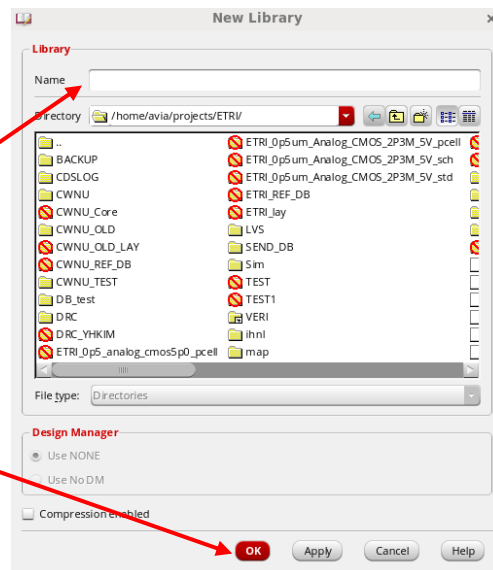 New Library
Library
Name
Directory /home/avia/projects/ETRI/
..
BACKUP
CDSLOG
CWNU
CWNU_Core
CWNU_OLD
CWNU_OLD_LAY
CWNU_REF_DB
CWNU_TEST
DB_test
DRC
DRC_YHKIM
ETRI_0p5_analog_cmos5p0_pcell
ETRI_0p5um_Analog_CMOS_2P3M_5V_pcell
ETRI_0p5um_Analog_CMOS_2P3M_5V_sch
ETRI_0p5um_Analog_CMOS_2P3M_5V_std
ETRI_REF_DB
ETRI_lay
LVS
SEND_DB
Sim
TEST
TEST1
VERI
ihnl
map
File type: Directories
Design Manager
Use NONE
Use No DM
Compression enabled
OK Apply Cancel Help